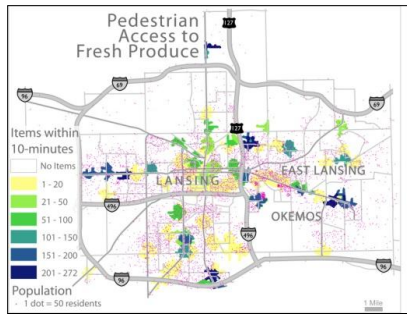 Pedestrian
Access to
Fresh Produce
127
69
96
69
Items within
10-minutes
No Items
1 - 20
21 - 50
51 - 100
101 - 150
151 - 200
201 - 272
Population
1 dot = 50 residents
127
LANSING
EAST LANSING
OKEMOS
496
496
96
96
1 Mile